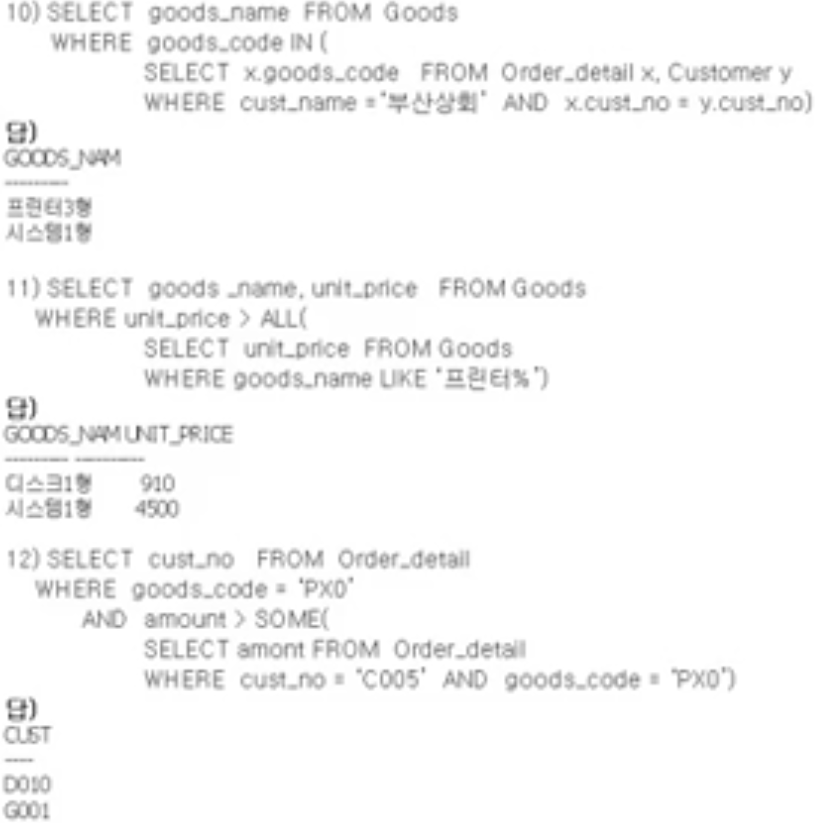 10) SELECT goods_name FROM Goods
WHERE goods_code IN (
SELECT x.goods_code FROM Order_detail x, Customer y
WHERE cust_name = '부산상회' AND x.cust_no = y.cust_no)
답)
GOODS_NAM
----------
프린터3형
시스템1형
11) SELECT goods _name, unit_price FROM Goods
WHERE unit_price > ALL(
SELECT unit_price FROM Goods
WHERE goods_name LIKE '프린터%')
답)
GOODS_NAM UNIT_PRICE
---------- ----------
디스크1형 910
시스템1형 4500
12) SELECT cust_no FROM Order_detail
WHERE goods_code = 'PX0'
AND amount > SOME(
SELECT amont FROM Order_detail
WHERE cust_no = 'C005' AND goods_code = 'PX0')
답)
CUST
----
D010
G001